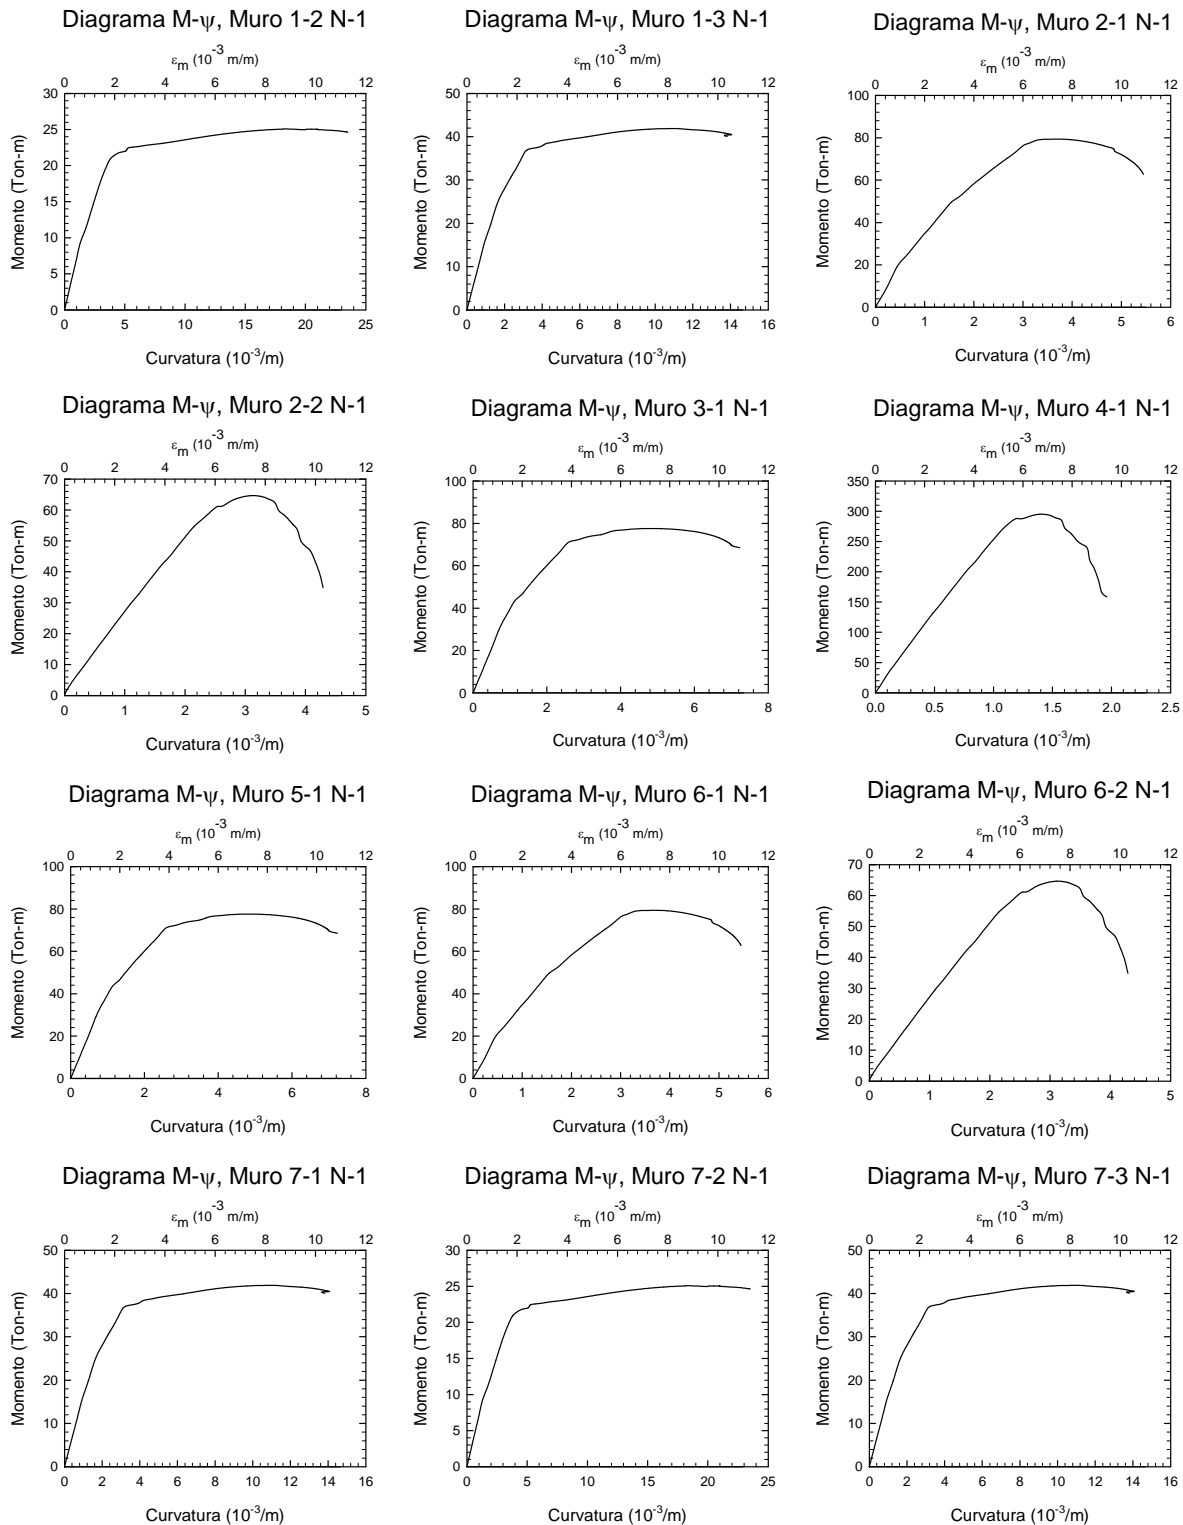 Diagrama M-ψ, Muro 1-2 N-1
εm (10-3 m/m)
0 2 4 6 8 10 12
30
25
20
15
10
5
0
Momento (Ton-m)
0 5 10 15 20 25
Curvatura (10-3/m)
Diagrama M-ψ, Muro 1-3 N-1
εm (10-3 m/m)
0 2 4 6 8 10 12
50
40
30
20
10
0
Momento (Ton-m)
0 2 4 6 8 10 12 14 16
Curvatura (10-3/m)
Diagrama M-ψ, Muro 2-1 N-1
εm (10-3 m/m)
0 2 4 6 8 10 12
100
80
60
40
20
0
Momento (Ton-m)
0 1 2 3 4 5 6
Curvatura (10-3/m)
Diagrama M-ψ, Muro 2-2 N-1
εm (10-3 m/m)
0 2 4 6 8 10 12
70
60
50
40
30
20
10
0
Momento (Ton-m)
0 1 2 3 4 5
Curvatura (10-3/m)
Diagrama M-ψ, Muro 3-1 N-1
εm (10-3 m/m)
0 2 4 6 8 10 12
100
80
60
40
20
0
Momento (Ton-m)
0 2 4 6 8
Curvatura (10-3/m)
Diagrama M-ψ, Muro 4-1 N-1
εm (10-3 m/m)
0 2 4 6 8 10 12
350
300
250
200
150
100
50
0
Momento (Ton-m)
0.0 0.5 1.0 1.5 2.0 2.5
Curvatura (10-3/m)
Diagrama M-ψ, Muro 5-1 N-1
εm (10-3 m/m)
0 2 4 6 8 10 12
100
80
60
40
20
0
Momento (Ton-m)
0 2 4 6 8
Curvatura (10-3/m)
Diagrama M-ψ, Muro 6-1 N-1
εm (10-3 m/m)
0 2 4 6 8 10 12
100
80
60
40
20
0
Momento (Ton-m)
0 1 2 3 4 5 6
Curvatura (10-3/m)
Diagrama M-ψ, Muro 6-2 N-1
εm (10-3 m/m)
0 2 4 6 8 10 12
70
60
50
40
30
20
10
0
Momento (Ton-m)
0 1 2 3 4 5
Curvatura (10-3/m)
Diagrama M-ψ, Muro 7-1 N-1
εm (10-3 m/m)
0 2 4 6 8 10 12
50
40
30
20
10
0
Momento (Ton-m)
0 2 4 6 8 10 12 14 16
Curvatura (10-3/m)
Diagrama M-ψ, Muro 7-2 N-1
εm (10-3 m/m)
0 2 4 6 8 10 12
30
25
20
15
10
5
0
Momento (Ton-m)
0 5 10 15 20 25
Curvatura (10-3/m)
Diagrama M-ψ, Muro 7-3 N-1
εm (10-3 m/m)
0 2 4 6 8 10 12
50
40
30
20
10
0
Momento (Ton-m)
0 2 4 6 8 10 12 14 16
Curvatura (10-3/m)